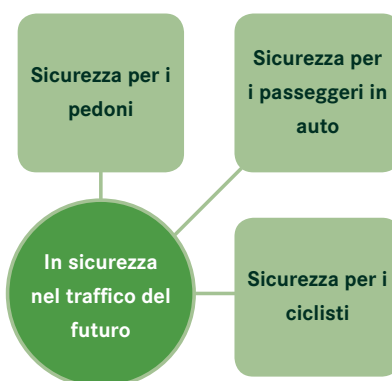 Sicurezza per i
pedoni
Sicurezza per
i passeggeri in
auto
In sicurezza
nel traffico del
futuro
Sicurezza per i
ciclisti